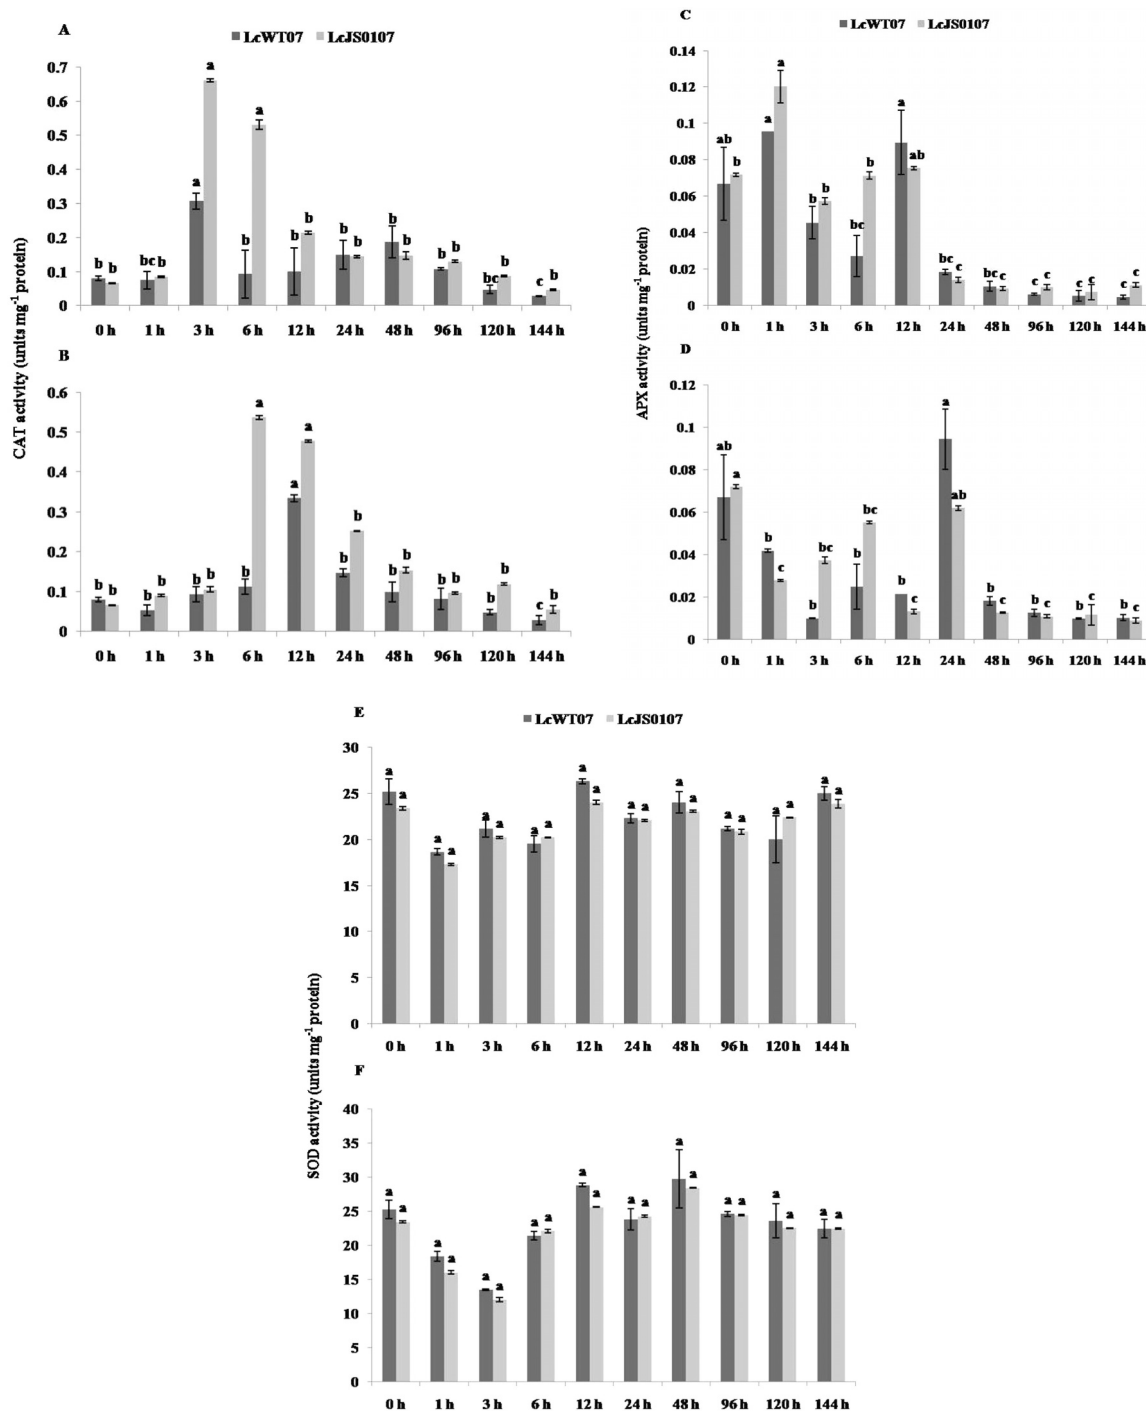 A
LcWT07 LcJS0107
0.7
0.6
0.5
0.4
0.3
0.2
0.1
0
b b bc b a a b a b b b b b b b b bc b c b
0 h 1 h 3 h 6 h 12 h 24 h 48 h 96 h 120 h 144 h
CAT activity (units mg-1 protein)
B
0.6
0.5
0.4
0.3
0.2
0.1
0
b b b b b b b a a a b b b b b b b b c b
0 h 1 h 3 h 6 h 12 h 24 h 48 h 96 h 120 h 144 h
C
LcWT07 LcJS0107
0.14
0.12
0.1
0.08
0.06
0.04
0.02
0
ab b a a b b bc b a ab bc c bc c c c c c c c
0 h 1 h 3 h 6 h 12 h 24 h 48 h 96 h 120 h 144 h
APX activity (units mg-1 protein)
D
0.12
0.1
0.08
0.06
0.04
0.02
0
ab a b c b bc b bc b c a ab b c b c b c b c
0 h 1 h 3 h 6 h 12 h 24 h 48 h 96 h 120 h 144 h
E
LcWT07 LcJS0107
30
25
20
15
10
5
0
a a a a a a a a a a a a a a a a a a a a
0 h 1 h 3 h 6 h 12 h 24 h 48 h 96 h 120 h 144 h
SOD activity (units mg-1 protein)
F
40
35
30
25
20
15
10
5
0
a a a a a a a a a a a a a a a a a a a a
0 h 1 h 3 h 6 h 12 h 24 h 48 h 96 h 120 h 144 h